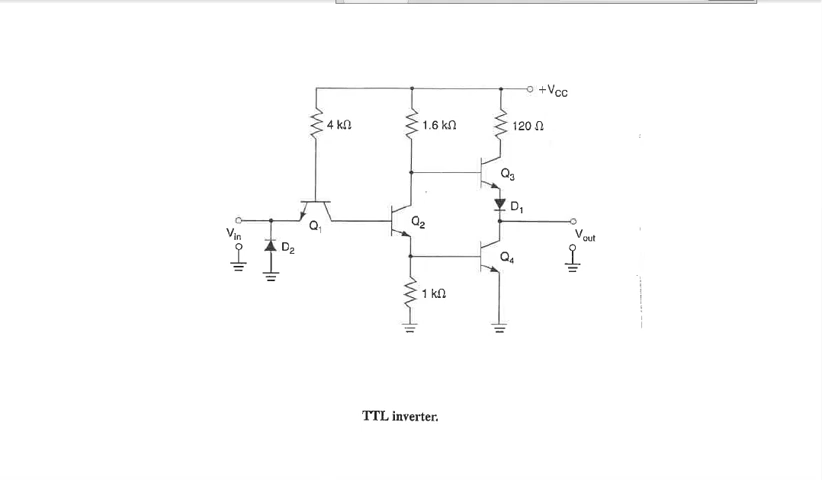 +VCC
4 kΩ
1.6 kΩ
120 Ω
Q3
D1
Q1
Q2
Vin
Vout
D2
Q4
1 kΩ
TTL inverter.